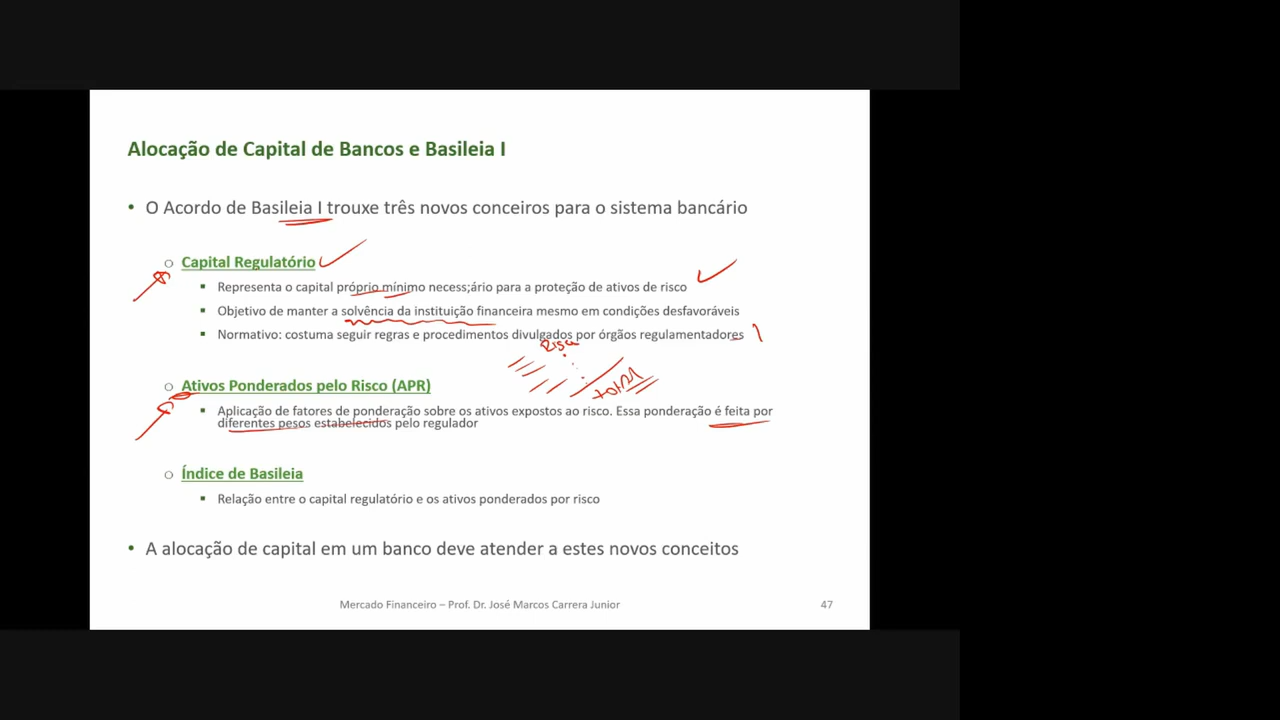 Alocação de Capital de Bancos e Basileia I
• O Acordo de Basileia I trouxe três novos conceiros para o sistema bancário
o Capital Regulatório
▪ Representa o capital próprio mínimo necess;ário para a proteção de ativos de risco
▪ Objetivo de manter a solvência da instituição financeira mesmo em condições desfavoráveis
▪ Normativo: costuma seguir regras e procedimentos divulgados por órgãos regulamentadores
o Ativos Ponderados pelo Risco (APR)
total
▪ Aplicação de fatores de ponderação sobre os ativos expostos ao risco. Essa ponderação é feita por
diferentes pesos estabelecidos pelo regulador
o Índice de Basileia
▪ Relação entre o capital regulatório e os ativos ponderados por risco
• A alocação de capital em um banco deve atender a estes novos conceitos
Mercado Financeiro – Prof. Dr. José Marcos Carrera Junior 47